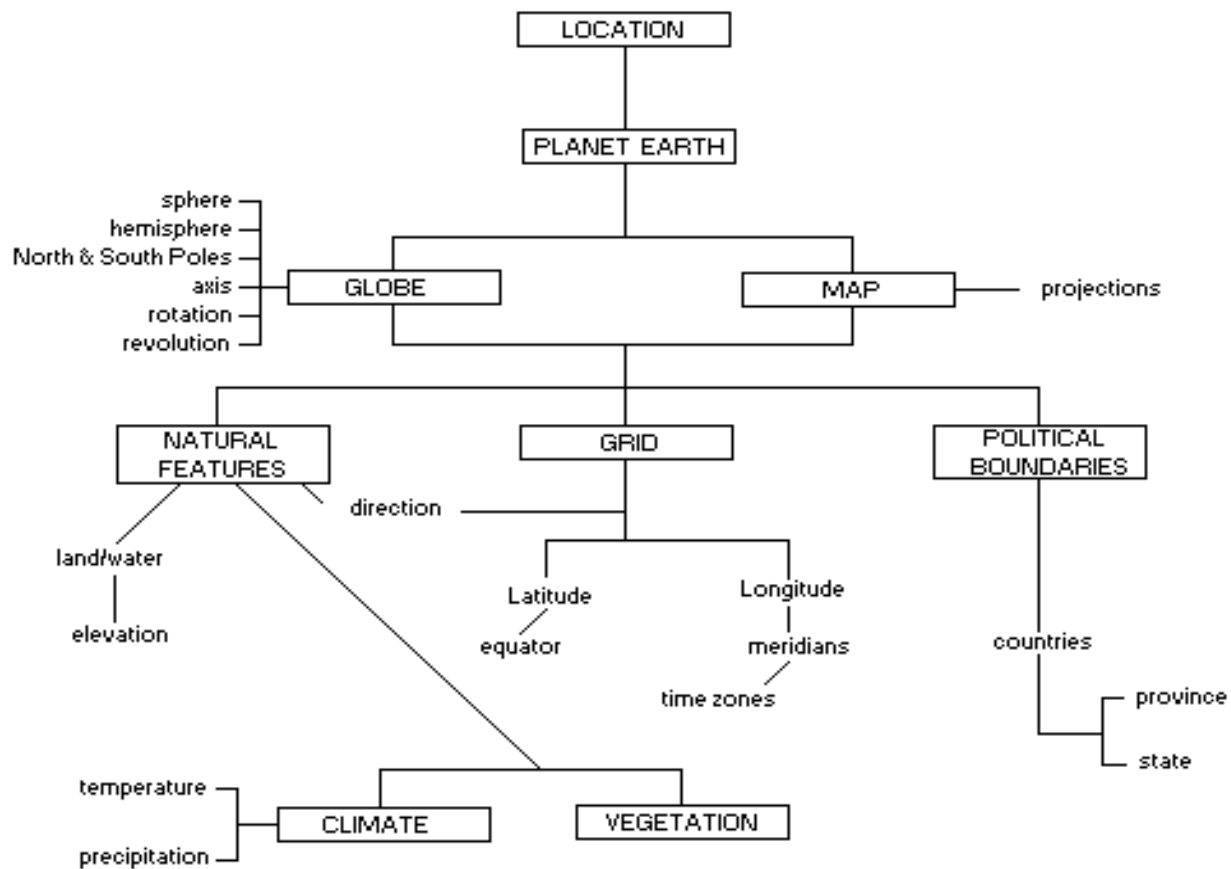 LOCATION
PLANET EARTH
sphere
hemisphere
North & South Poles
axis
rotation
revolution
GLOBE
MAP
projections
NATURAL
FEATURES
GRID
POLITICAL
BOUNDARIES
direction
land/water
elevation
Latitude
equator
Longitude
meridians
time zones
countries
province
state
temperature
precipitation
CLIMATE
VEGETATION